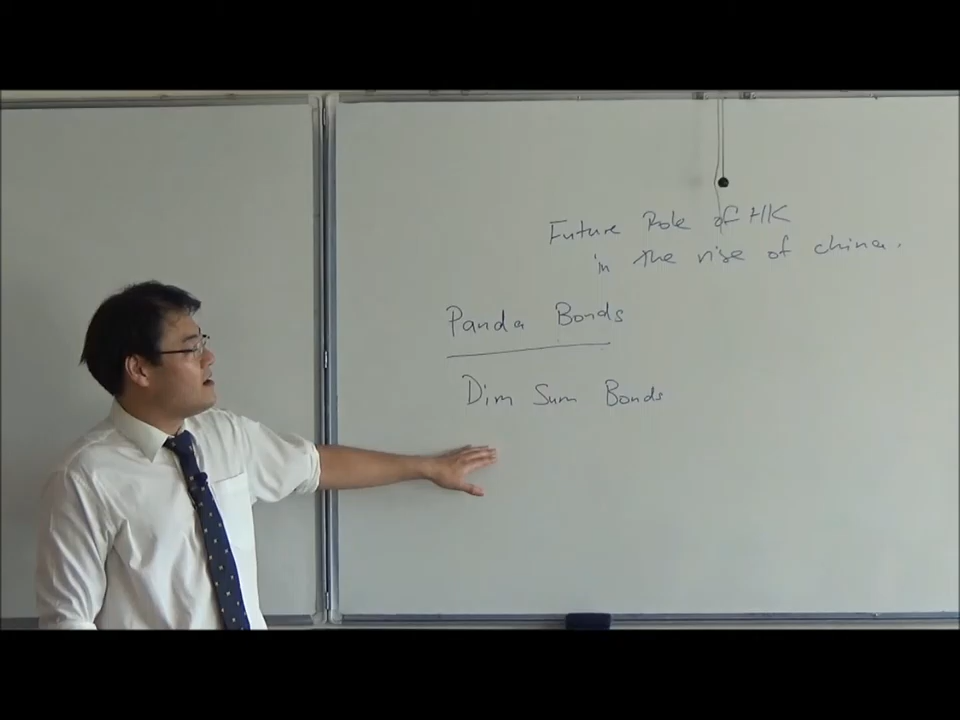 Future Role of HK
in the rise of china.
Panda Bonds
Dim Sum Bonds